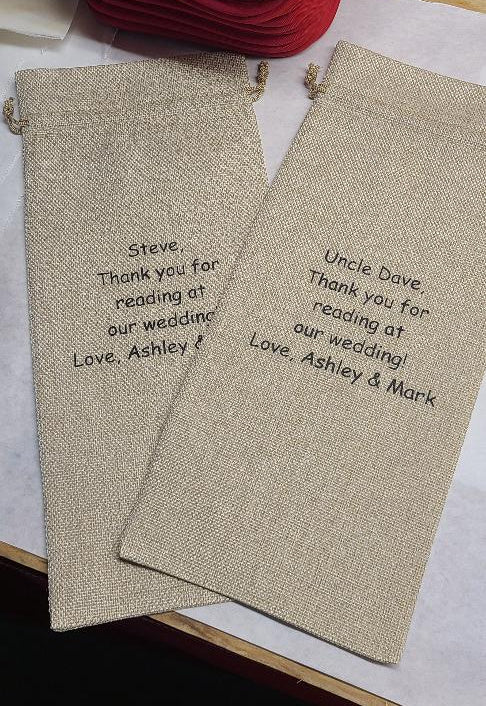 Steve,
Thank you for
reading at
our wedding
Love, Ashley &
Uncle Dave,
Thank you for
reading at
our wedding!
Love, Ashley & Mark